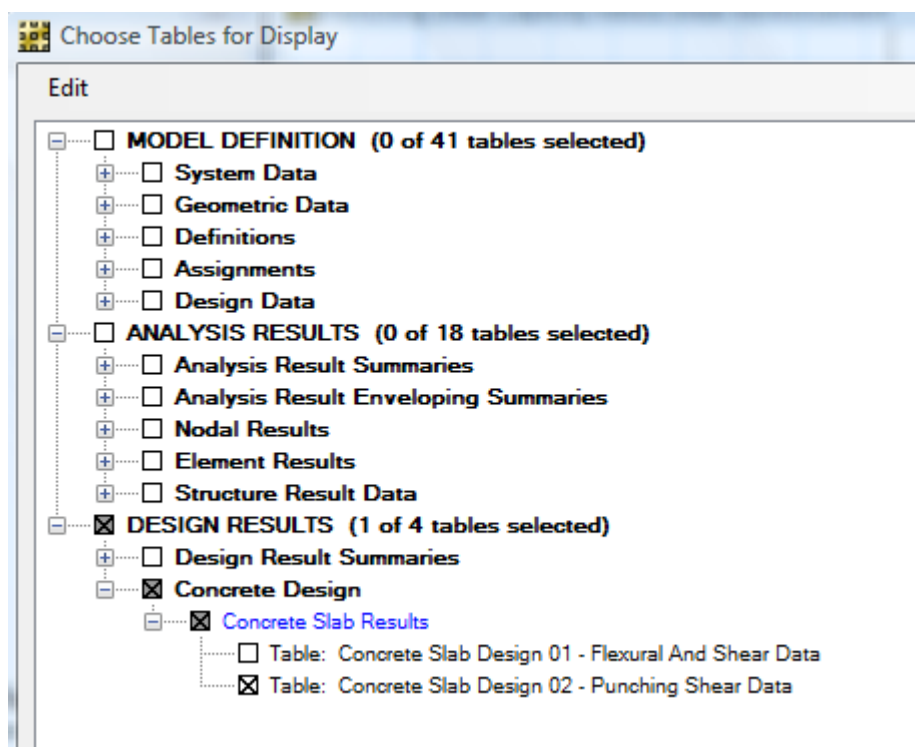 Choose Tables for Display
Edit
MODEL DEFINITION (0 of 41 tables selected)
System Data
Geometric Data
Definitions
Assignments
Design Data
ANALYSIS RESULTS (0 of 18 tables selected)
Analysis Result Summaries
Analysis Result Enveloping Summaries
Nodal Results
Element Results
Structure Result Data
DESIGN RESULTS (1 of 4 tables selected)
Design Result Summaries
Concrete Design
Concrete Slab Results
Table: Concrete Slab Design 01 - Flexural And Shear Data
Table: Concrete Slab Design 02 - Punching Shear Data